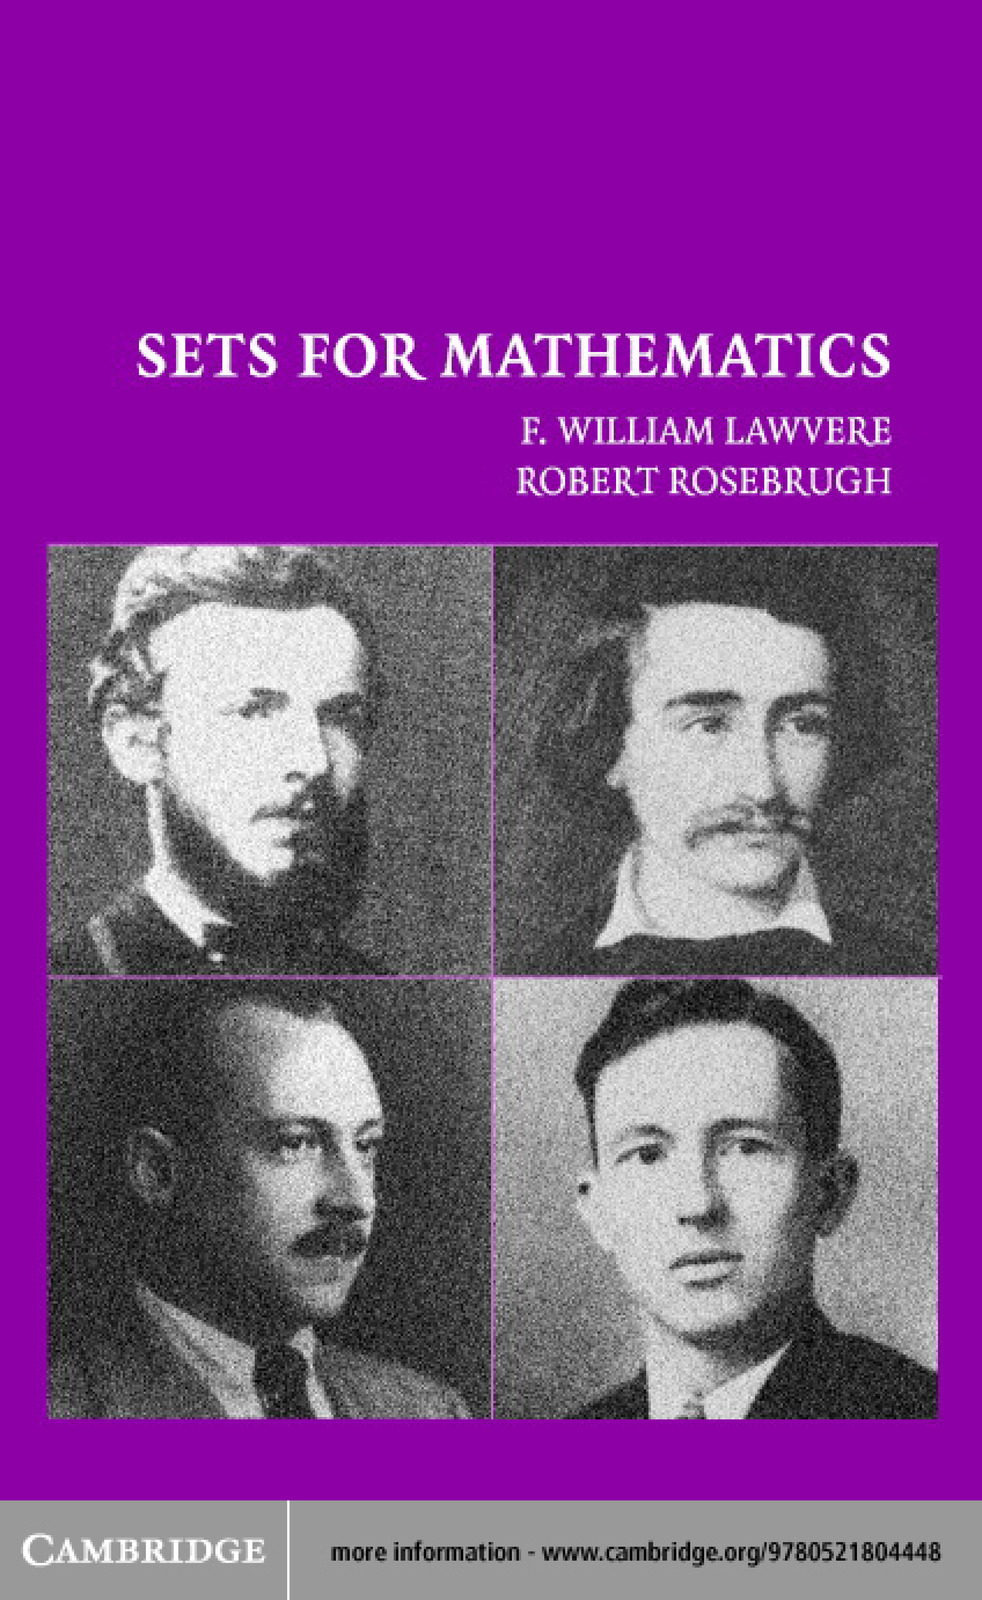 SETS FOR MATHEMATICS
F. WILLIAM LAWVERE
ROBERT ROSEBRUGH
CAMBRIDGE
more information - www.cambridge.org/9780521804448